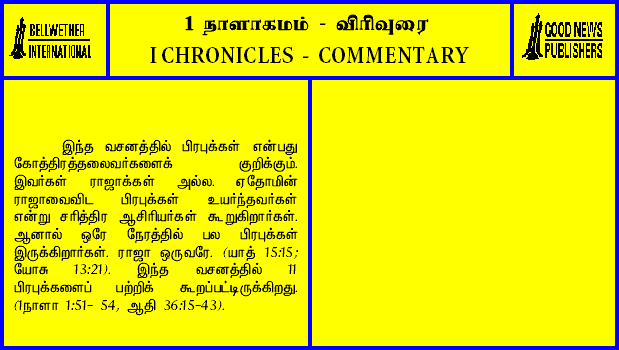 BELLWETHER
INTERNATIONAL
1 நாளாகமம் - விரிவுரை
I CHRONICLES - COMMENTARY
GOOD NEWS
PUBLISHERS
இந்த வசனத்தில் பிரபுக்கள் என்பது
கோத்திரத்தலைவர்களைக் குறிக்கும்.
இவர்கள் ராஜாக்கள் அல்ல. ஏதோமின்
ராஜாவைவிட பிரபுக்கள் உயர்ந்தவர்கள்
என்று சரித்திர ஆசிரியர்கள் கூறுகிறார்கள்.
ஆனால் ஒரே நேரத்தில் பல பிரபுக்கள்
இருக்கிறார்கள். ராஜா ஒருவரே. (யாத் 15:15;
யோசு 13:21). இந்த வசனத்தில் 11
பிரபுக்களைப் பற்றிக் கூறப்பட்டிருக்கிறது.
(1நாளா 1:51- 54, ஆதி 36:15-43).